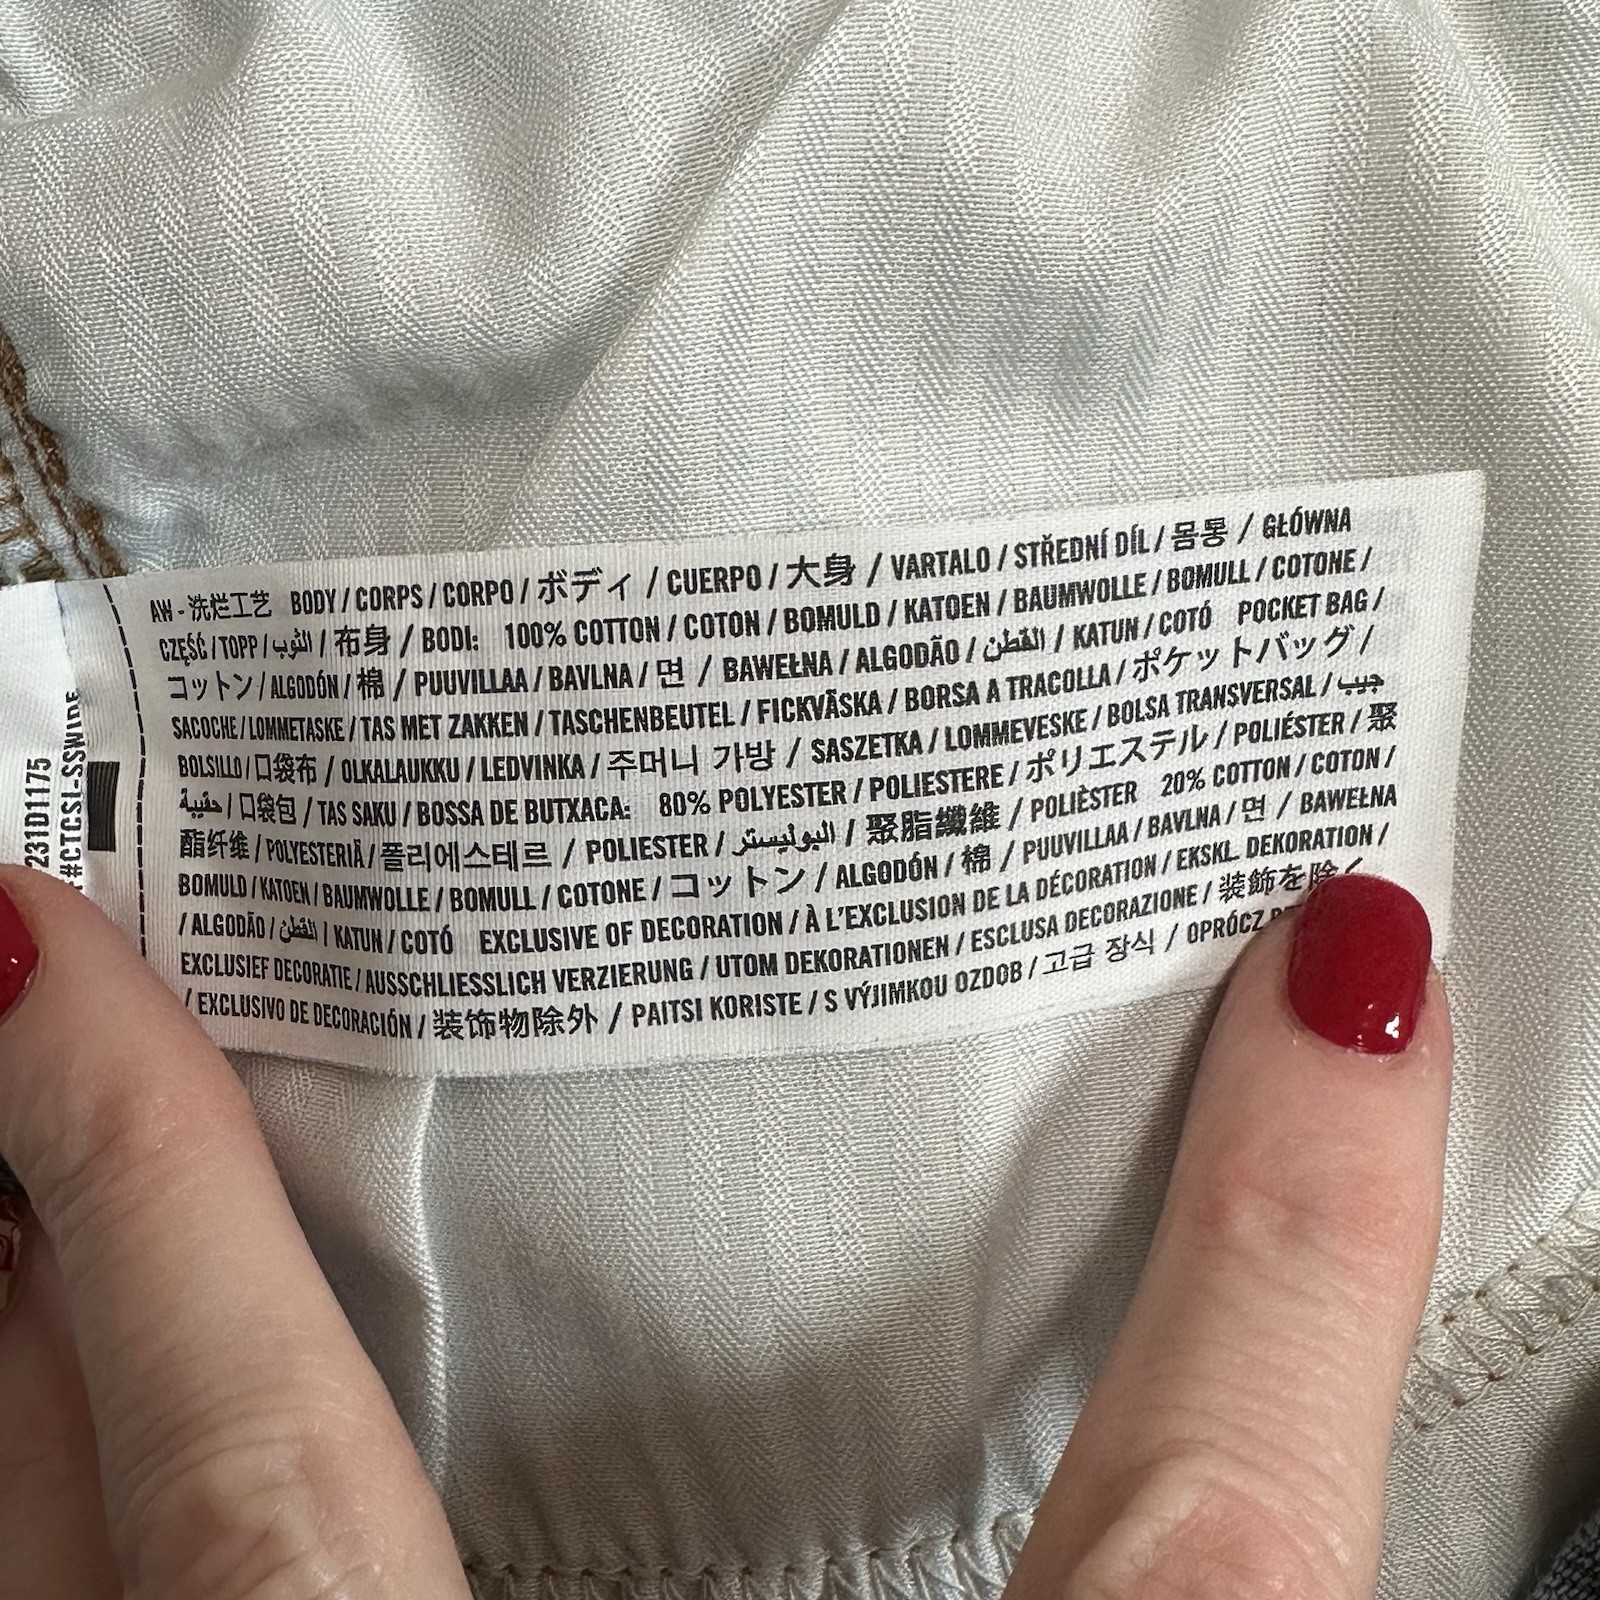 AW - 洗烂工艺 BODY / CORPS / CORPO / ボディ / CUERPO / 大身 / VARTALO / STŘEDNÍ DÍL / 몸통 / GŁÓWNA
CZĘŚĆ / TOPP / الثوب / 布身 / BODI: 100% COTTON / COTON / BOMULD / KATOEN / BAUMWOLLE / BOMULL / COTONE /
コットン / ALGODÓN / 棉 / PUUVILLAA / BAVLNA / 면 / BAWEŁNA / ALGODÃO / القطن / KATUN / COTÓ POCKET BAG /
SACOCHE / LOMMETASKE / TAS MET ZAKKEN / TASCHENBEUTEL / FICKVÄSKA / BORSA A TRACOLLA / ポケットバッグ /
BOLSILLO / 口袋布 / OLKALAUKKU / LEDVINKA / 주머니 가방 / SASZETKA / LOMMEVESKE / BOLSA TRANSVERSAL / جيب
حقيبة / 口袋包 / TAS SAKU / BOSSA DE BUTXACA: 80% POLYESTER / POLIESTERE / ポリエステル / POLIÉSTER / 聚
酯纤维 / POLYESTERIÄ / 폴리에스테르 / POLIESTER / البوليستر / 聚脂纖維 / POLIÈSTER 20% COTTON / COTON /
BOMULD / KATOEN / BAUMWOLLE / BOMULL / COTONE / コットン / ALGODÓN / 棉 / PUUVILLAA / BAVLNA / 면 / BAWEŁNA
/ ALGODÃO / القطن / KATUN / COTÓ EXCLUSIVE OF DECORATION / À L'EXCLUSION DE LA DÉCORATION / EKSKL. DEKORATION /
EXCLUSIEF DECORATIE / AUSSCHLIESSLICH VERZIERUNG / UTOM DEKORATIONEN / ESCLUSA DECORAZIONE / 装飾を除く
/ EXCLUSIVO DE DECORACIÓN / 装饰物除外 / PAITSI KORISTE / S VÝJIMKOU OZDOB / 고급 장식 / OPRÓCZ
231D1175
#CTCSL-SSWIDE